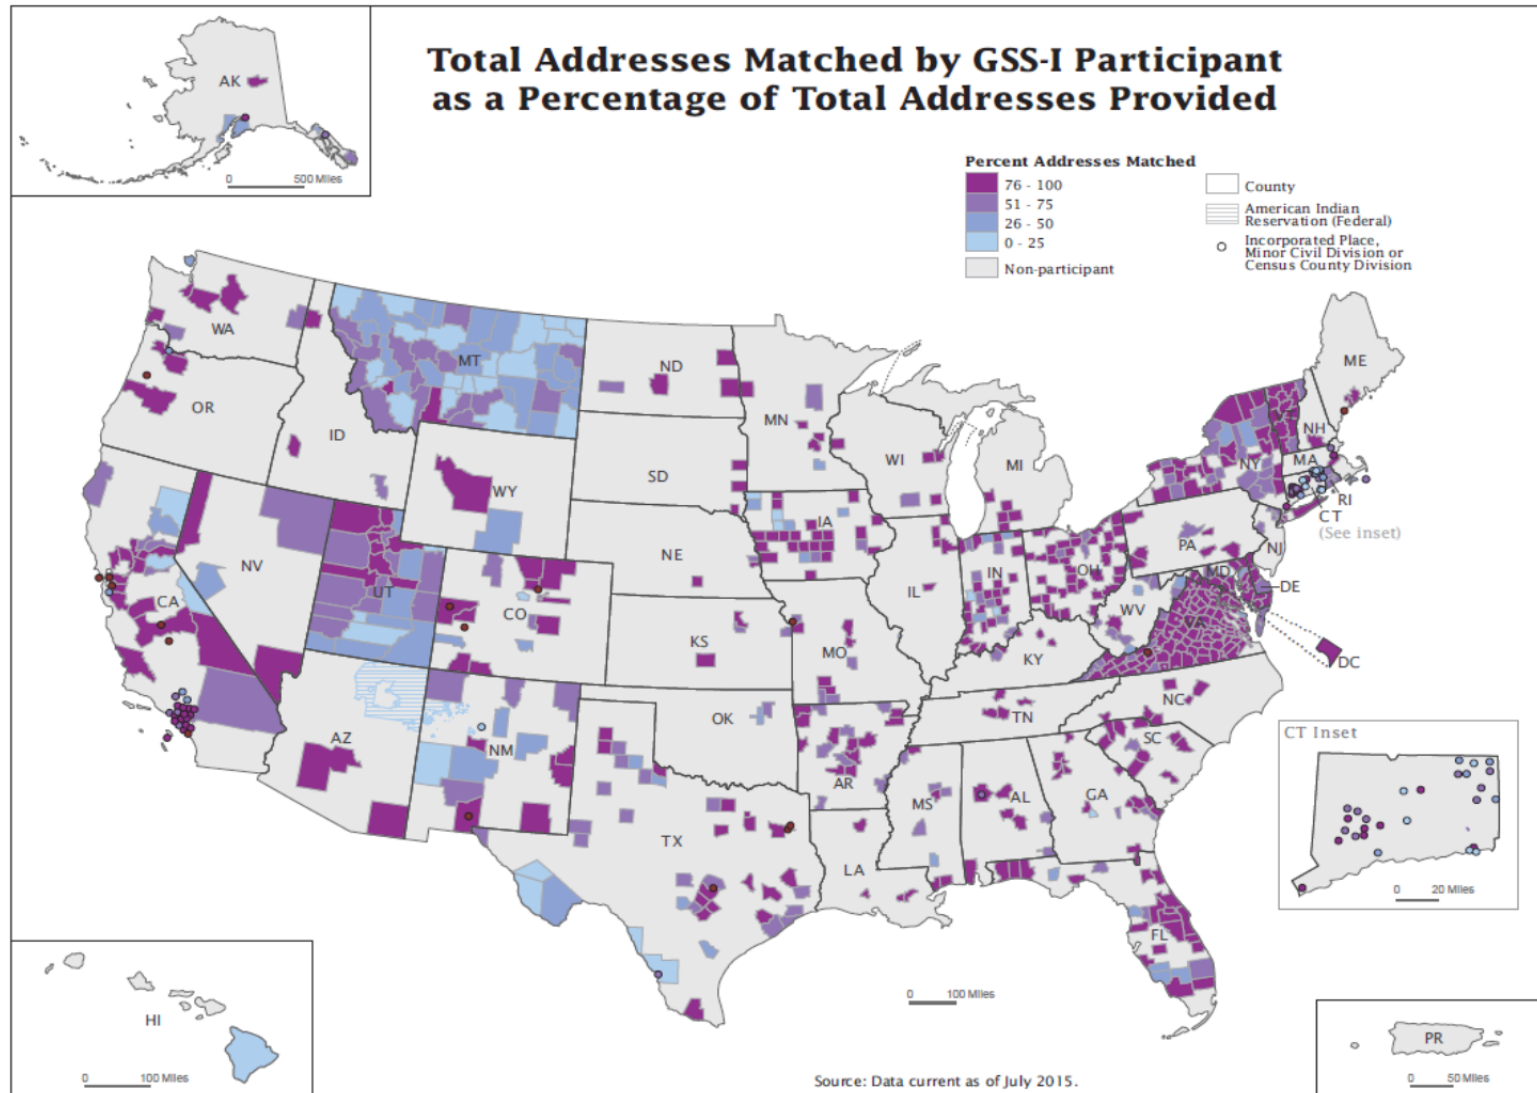 Total Addresses Matched by GSS-I Participant
as a Percentage of Total Addresses Provided
AK
0 500 Miles
Percent Addresses Matched
76 - 100
51 - 75
26 - 50
0 - 25
Non-participant
County
American Indian
Reservation (Federal)
Incorporated Place,
Minor Civil Division or
Census County Division
WA
MT
ND
ME
OR
ID
MN
WI
MI
NH
NY
MA
RI
CT
(See inset)
SD
WY
IA
PA
NJ
NE
NV
UT
CO
CA
IL
IN
OH
MD
DE
WV
VA
DC
KS
MO
KY
NC
TN
OK
AZ
NM
AR
SC
MS
AL
GA
TX
LA
FL
CT Inset
0 20 Miles
0 100 Miles
HI
0 100 Miles
PR
0 50 Miles
Source: Data current as of July 2015.